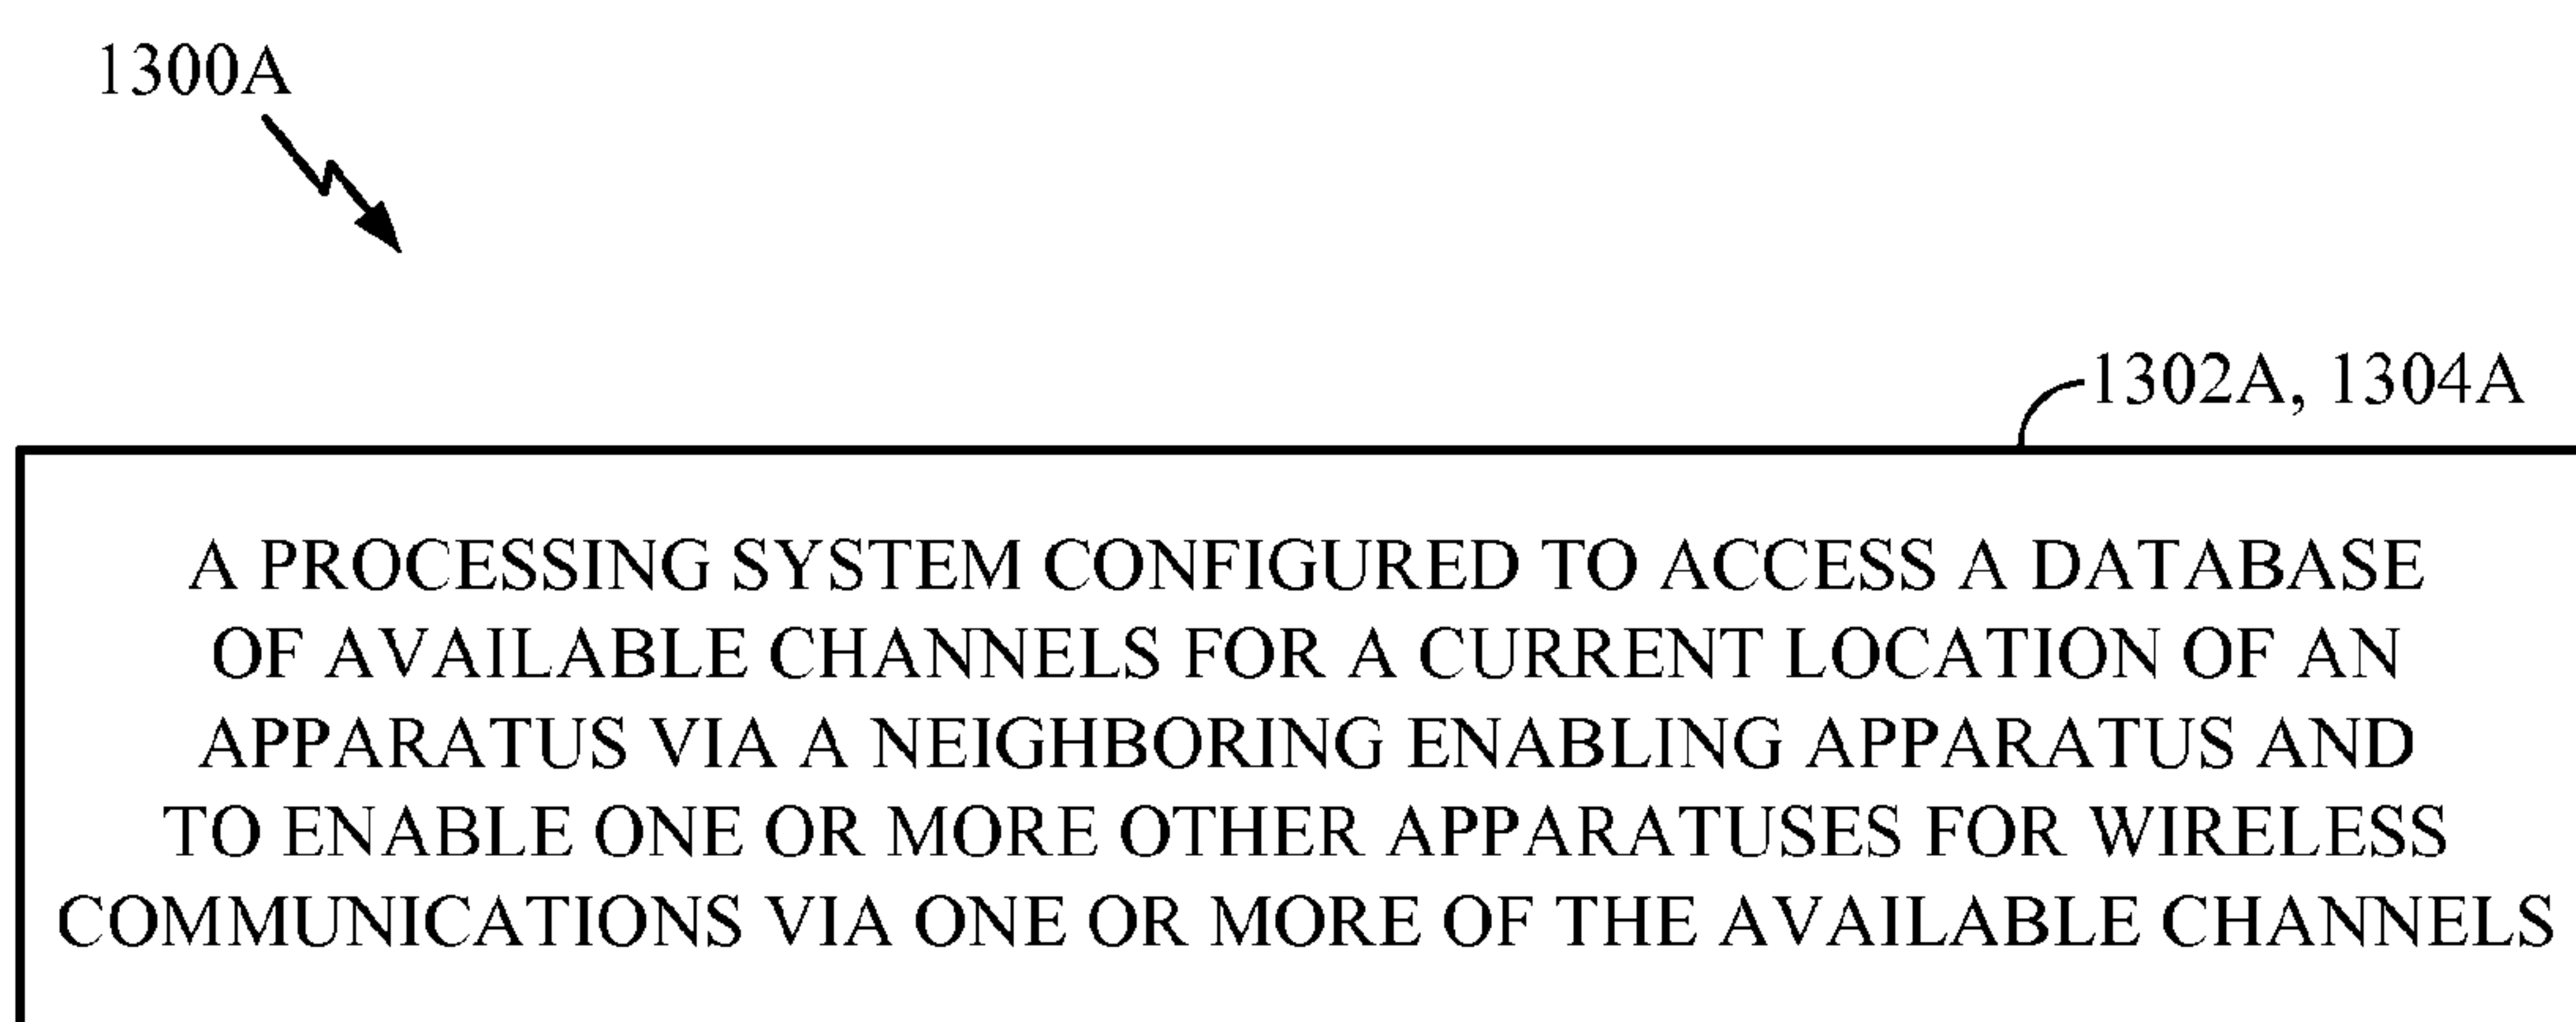 1300A
1302A, 1304A
A PROCESSING SYSTEM CONFIGURED TO ACCESS A DATABASE
OF AVAILABLE CHANNELS FOR A CURRENT LOCATION OF AN
APPARATUS VIA A NEIGHBORING ENABLING APPARATUS AND
TO ENABLE ONE OR MORE OTHER APPARATUSES FOR WIRELESS
COMMUNICATIONS VIA ONE OR MORE OF THE AVAILABLE CHANNELS